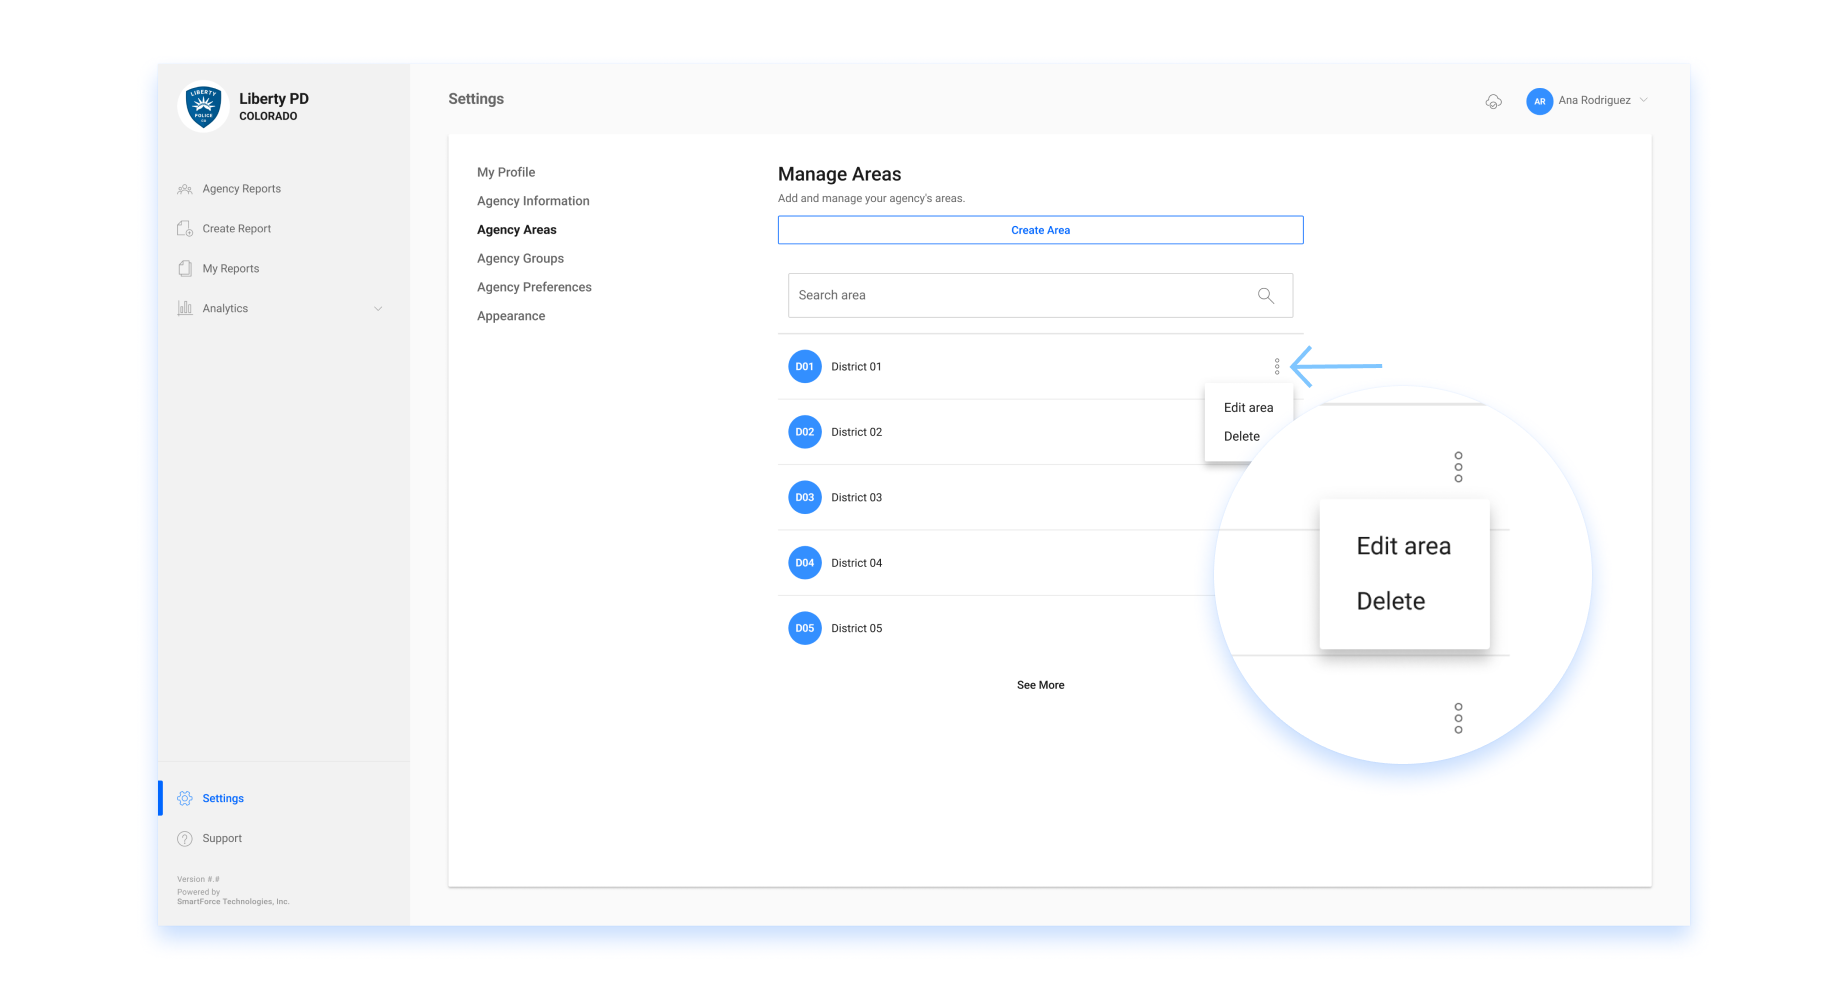 LIBERTY
POLICE
CO
Liberty PD
COLORADO
Agency Reports
Create Report
My Reports
Analytics
Settings
Support
Version #.#
Powered by
SmartForce Technologies, Inc.
Settings
AR
Ana Rodriguez
My Profile
Agency Information
Agency Areas
Agency Groups
Agency Preferences
Appearance
Manage Areas
Add and manage your agency's areas.
Create Area
Search area
D01 District 01
Edit area
Delete
D02 District 02
D03 District 03
D04 District 04
D05 District 05
See More
Edit area
Delete